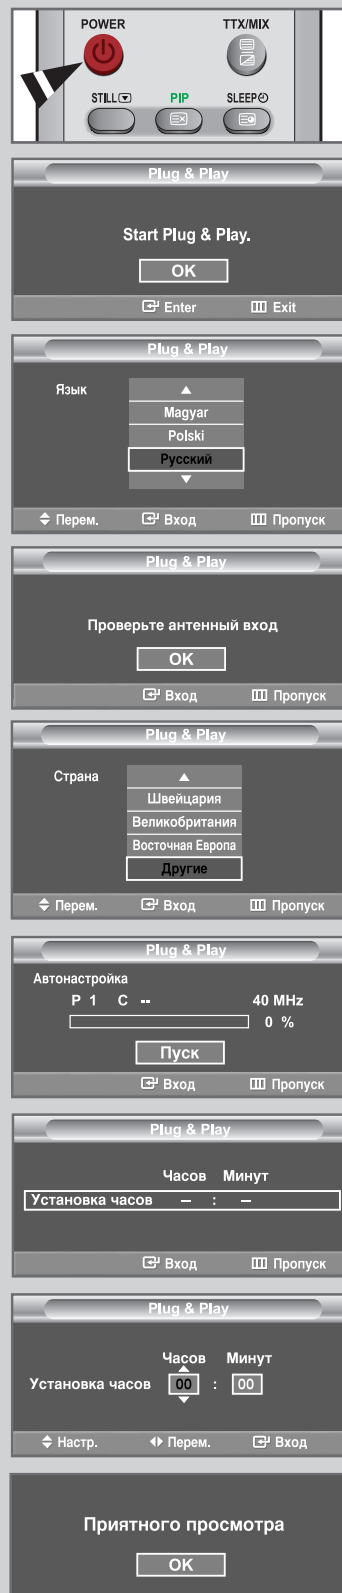 POWER TTX/MIX
STILL PIP SLEEP
Plug & Play
Start Plug & Play.
OK
Enter Exit
Plug & Play
Язык
Magyar
Polski
Русский
Перем. Вход Пропуск
Plug & Play
Проверьте антенный вход
OK
Вход Пропуск
Plug & Play
Страна
Швейцария
Великобритания
Восточная Европа
Другие
Перем. Вход Пропуск
Plug & Play
Автонастройка
P 1 C -- 40 MHz
0 %
Пуск
Вход Пропуск
Plug & Play
Часов Минут
Установка часов – : –
Вход Пропуск
Plug & Play
Часов Минут
Установка часов 00 : 00
Настр. Перем. Вход
Приятного просмотра
OK